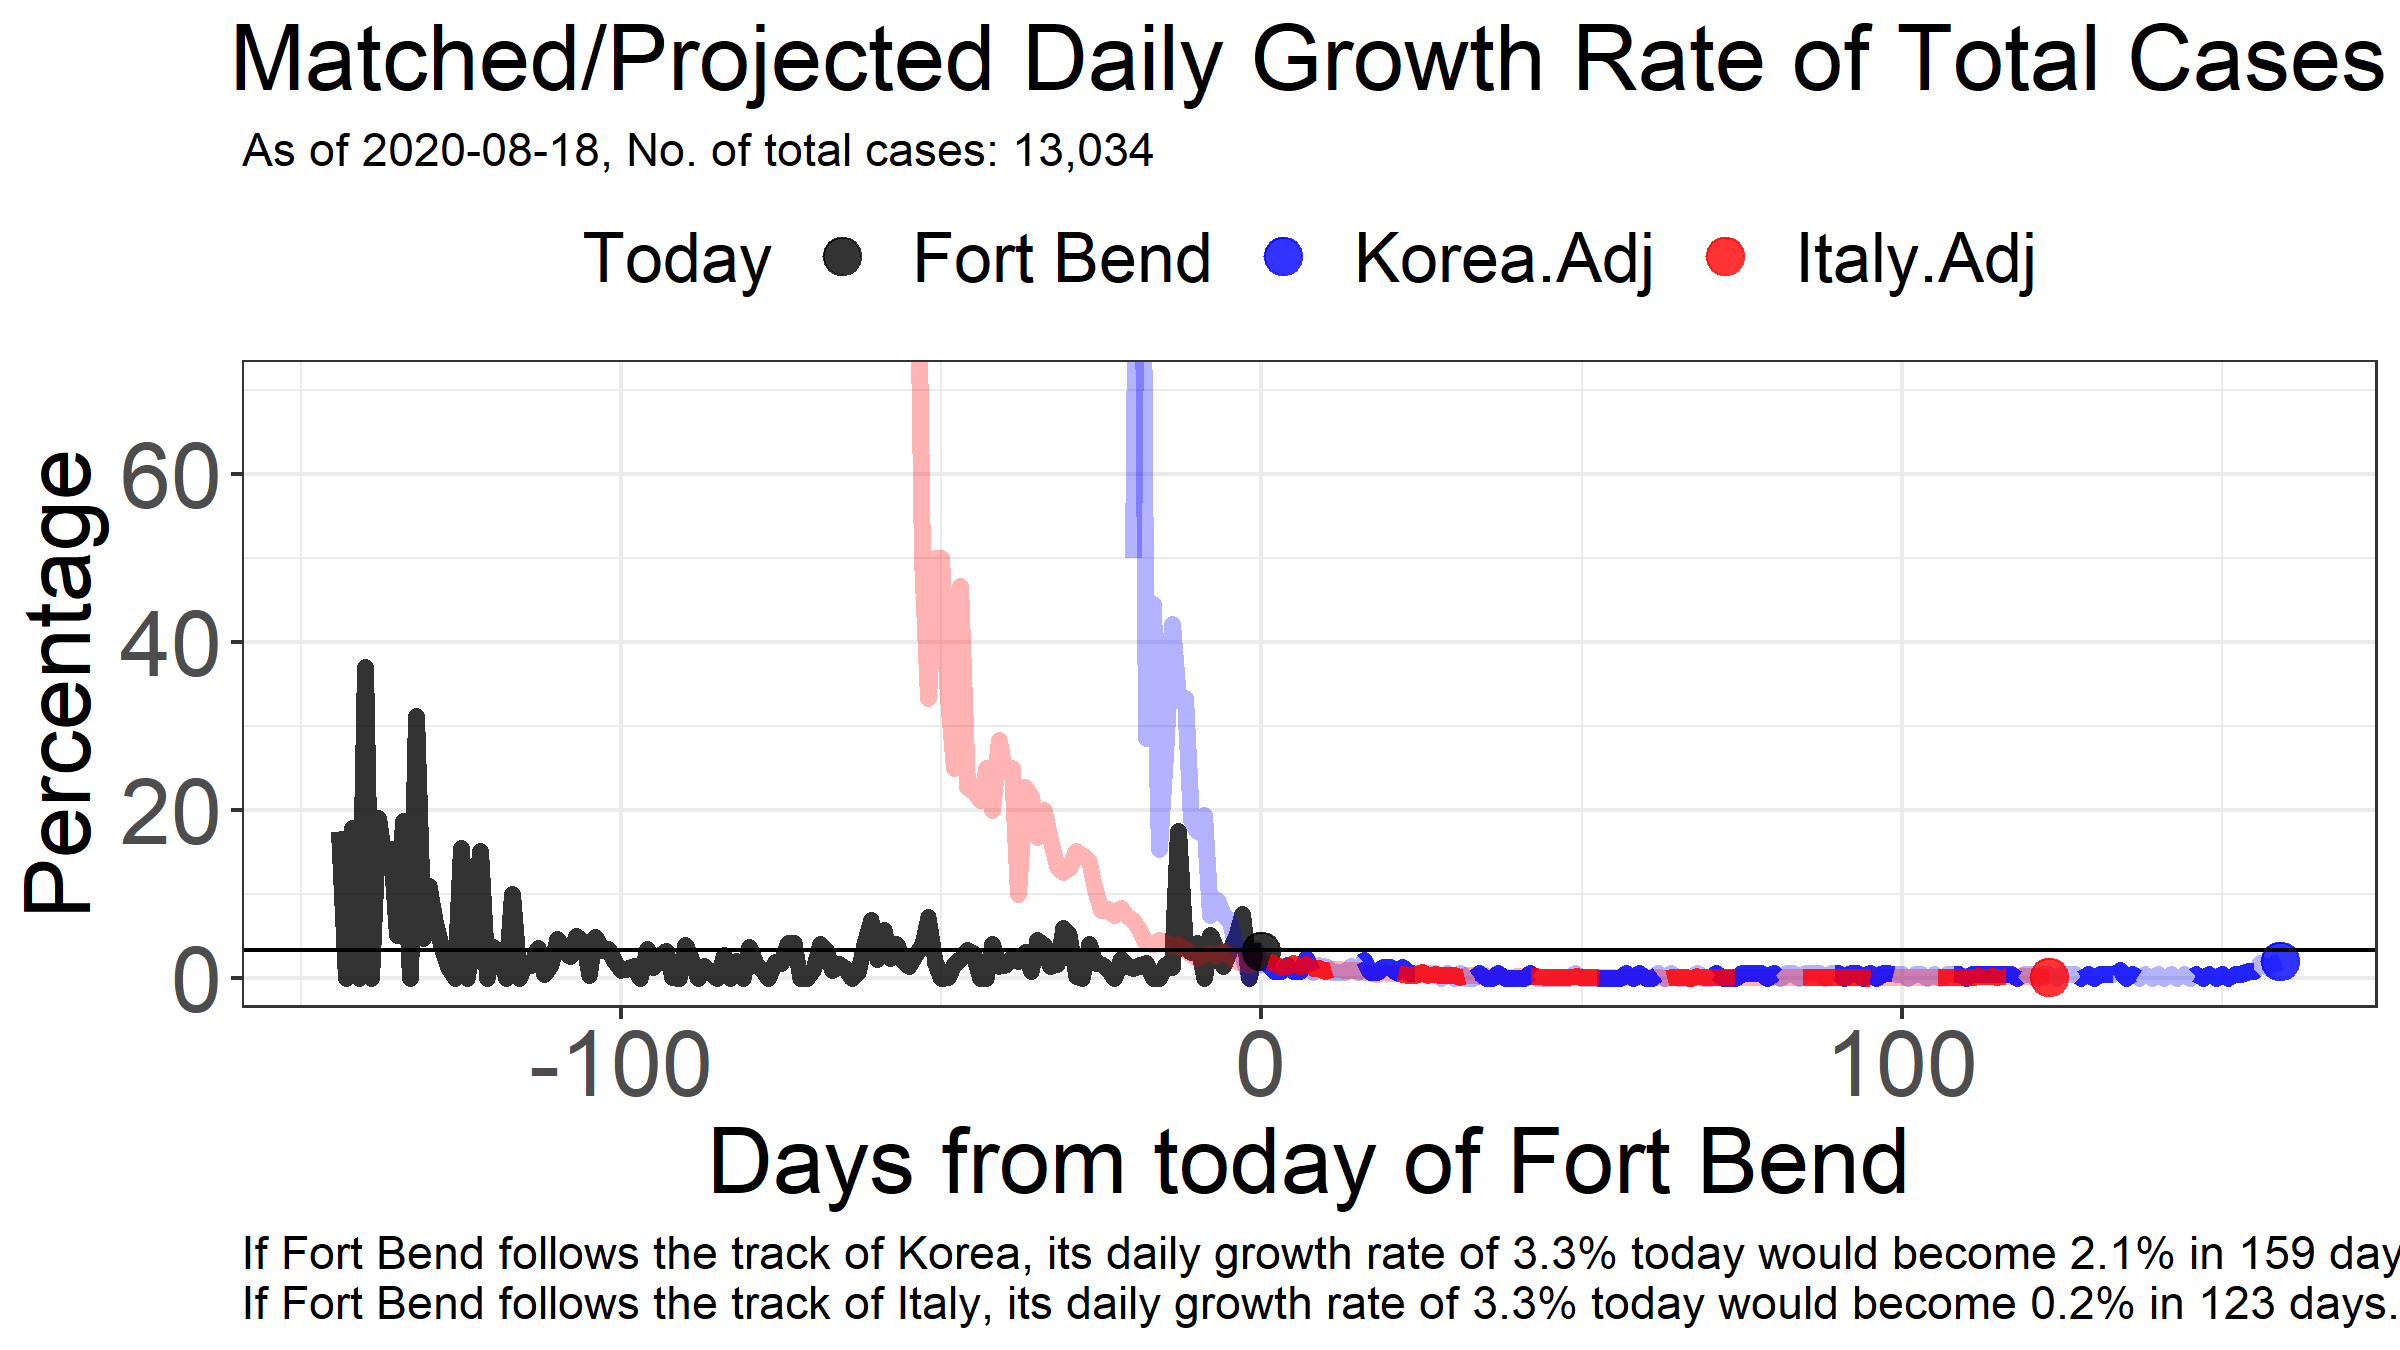 Matched/Projected Daily Growth Rate of Total Cases
As of 2020-08-18, No. of total cases: 13,034
Today Fort Bend Korea.Adj Italy.Adj
Percentage
60
40
20
0
-100 0 100
Days from today of Fort Bend
If Fort Bend follows the track of Korea, its daily growth rate of 3.3% today would become 2.1% in 159 day
If Fort Bend follows the track of Italy, its daily growth rate of 3.3% today would become 0.2% in 123 days.